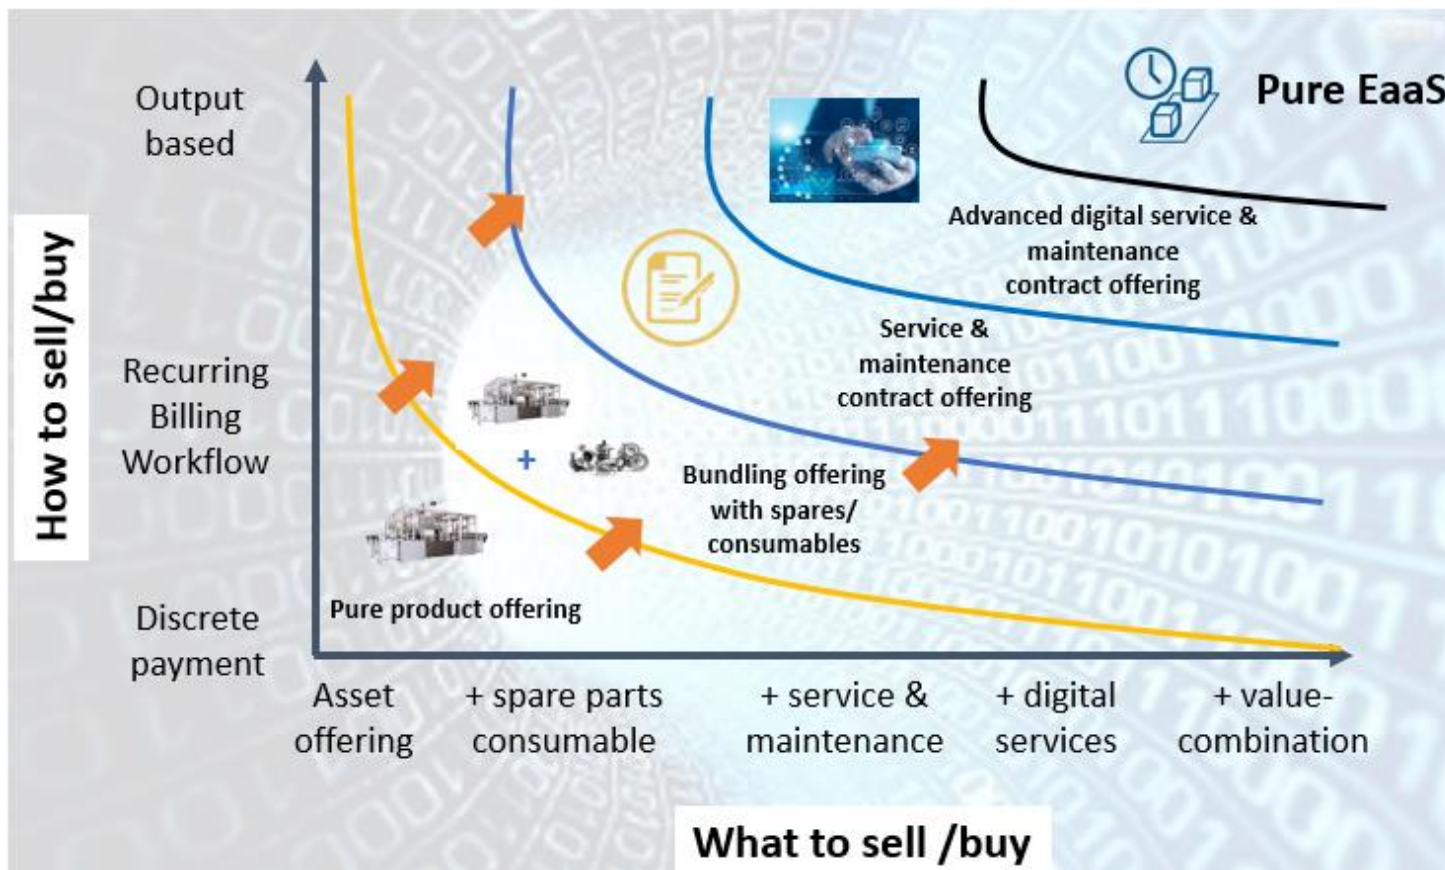 Output
based
Pure EaaS
How to sell/buy
Advanced digital service &
maintenance
contract offering
Service &
maintenance
contract offering
Recurring
Billing
Workflow
+
Bundling offering
with spares/
consumables
Pure product offering
Discrete
payment
Asset
offering
+ spare parts
consumable
+ service &
maintenance
+ digital
services
+ value-
combination
What to sell /buy